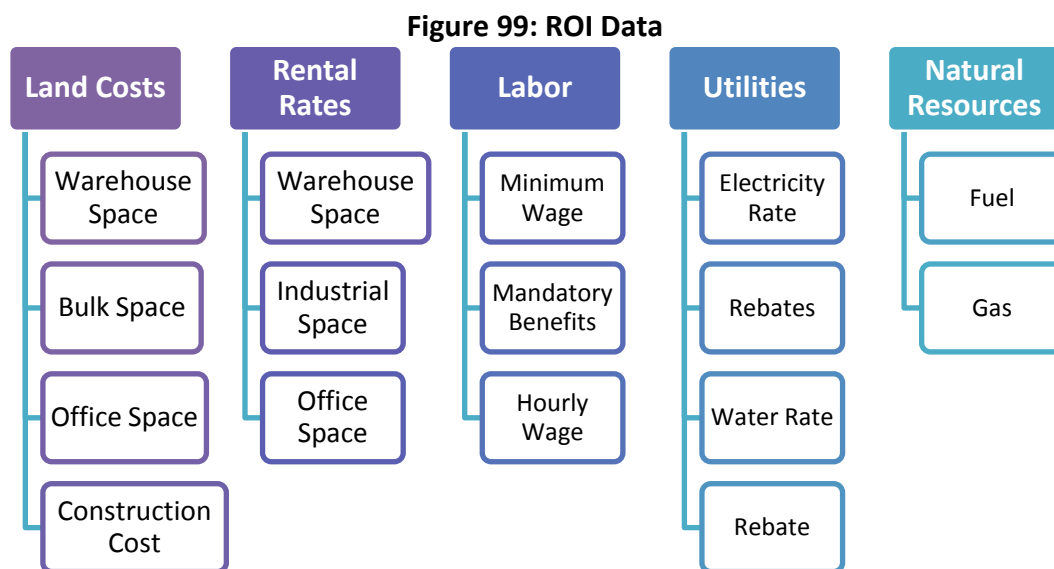 Figure 99: ROI Data
Land Costs
Warehouse
Space
Bulk Space
Office Space
Construction
Cost
Rental
Rates
Warehouse
Space
Industrial
Space
Office
Space
Labor
Minimum
Wage
Mandatory
Benefits
Hourly
Wage
Utilities
Electricity
Rate
Rebates
Water Rate
Rebate
Natural
Resources
Fuel
Gas